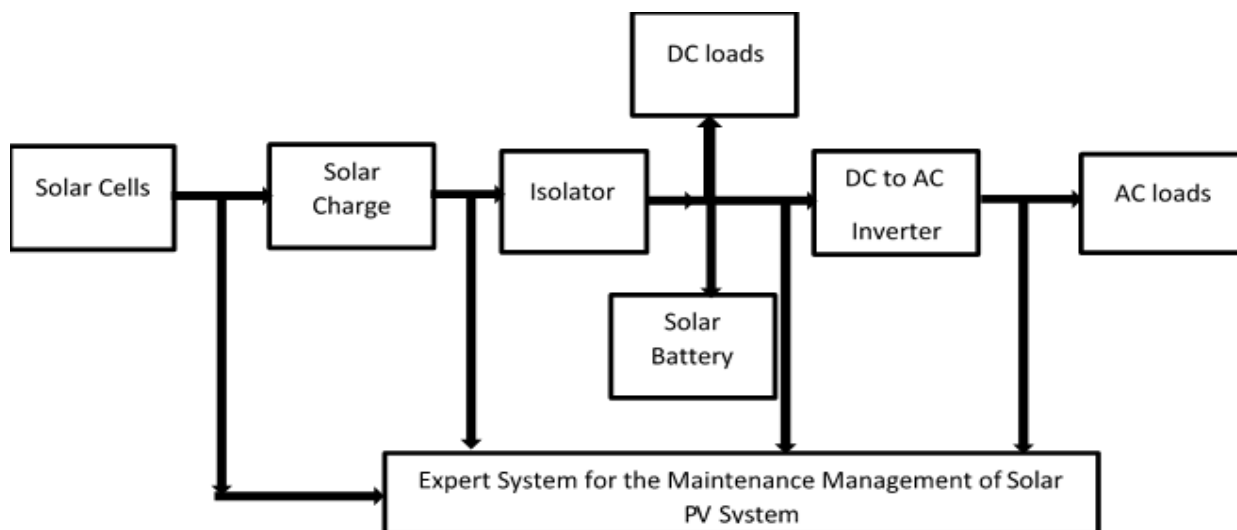 DC loads
Solar Cells
Solar
Charge
Isolator
DC to AC
Inverter
AC loads
Solar
Battery
Expert System for the Maintenance Management of Solar
PV System